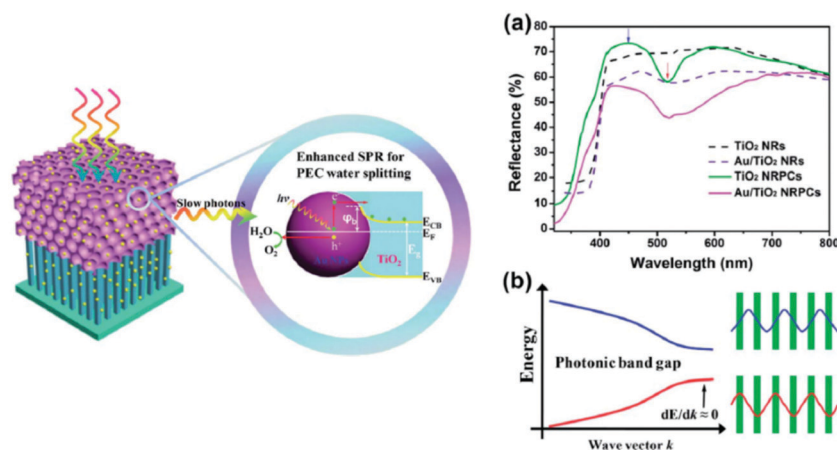 Slow photons
Enhanced SPR for
PEC water splitting
hν
e⁻
φb
H₂O
O₂
h⁺
TiO₂
ECB
EF
Eg
EVB
(a)
Reflectance (%)
80
70
60
50
40
30
20
10
0
400
500
600
700
800
Wavelength (nm)
TiO₂ NRs
Au/TiO₂ NRs
TiO₂ NRPCs
Au/TiO₂ NRPCs
(b)
Energy
Photonic band gap
dE/dk ≈ 0
Wave vector k